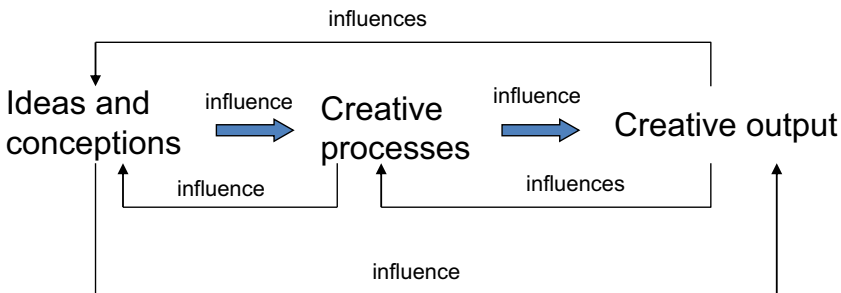 influences
Ideas and
conceptions
influence
Creative
processes
influence
Creative output
influence
influences
influence